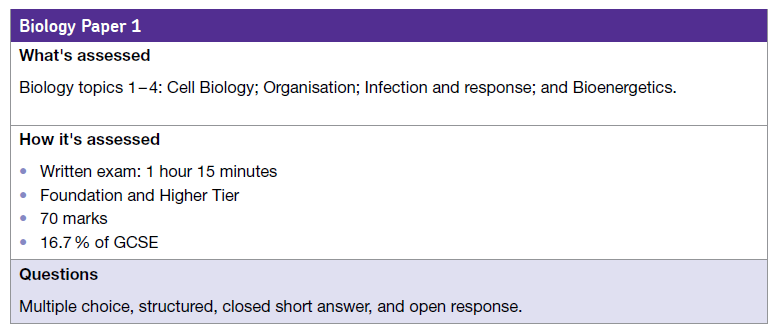 Biology Paper 1
What's assessed
Biology topics 1–4: Cell Biology; Organisation; Infection and response; and Bioenergetics.
How it's assessed
• Written exam: 1 hour 15 minutes
• Foundation and Higher Tier
• 70 marks
• 16.7 % of GCSE
Questions
Multiple choice, structured, closed short answer, and open response.